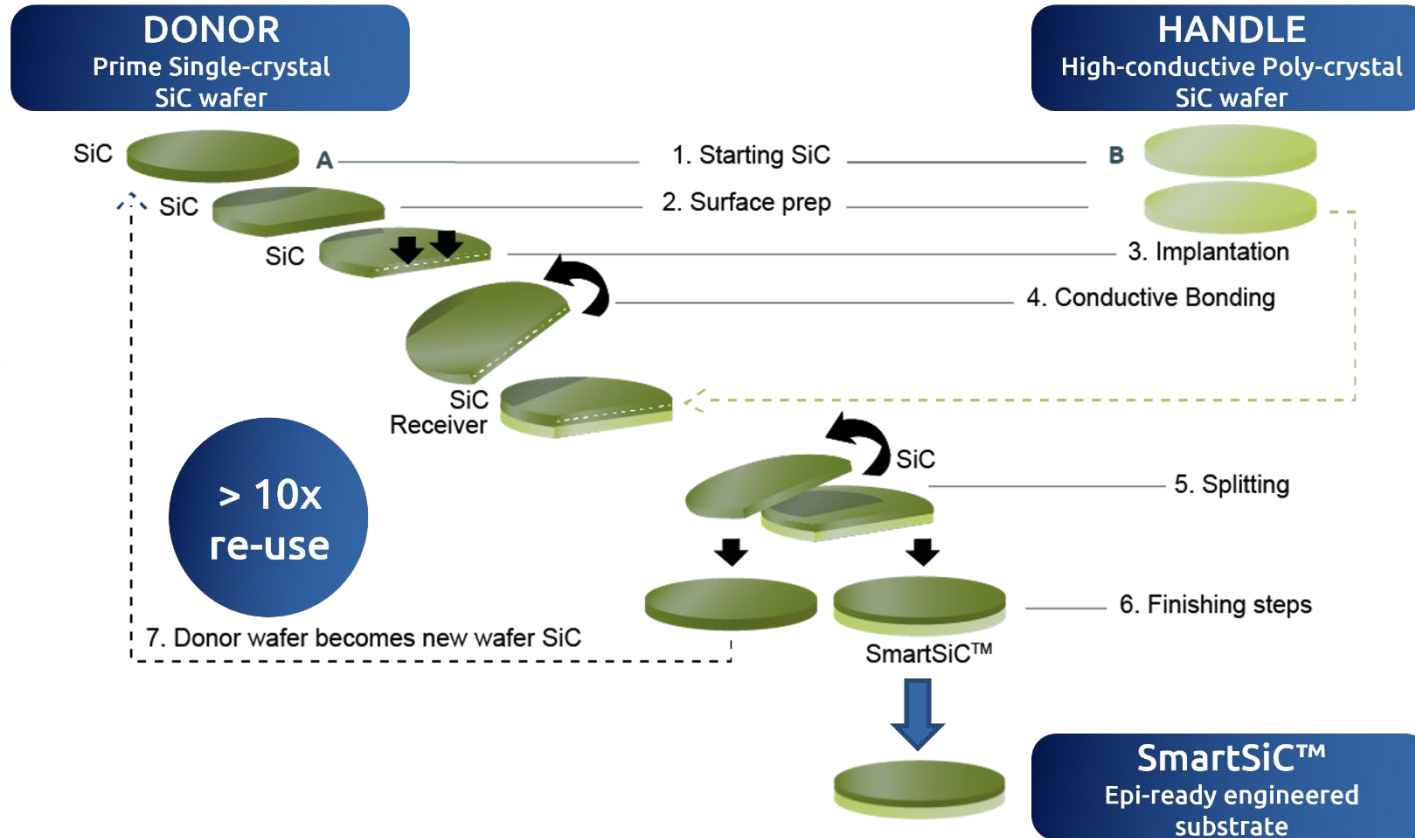 DONOR
Prime Single-crystal
SiC wafer
HANDLE
High-conductive Poly-crystal
SiC wafer
SiC
A
1. Starting SiC
B
SiC
2. Surface prep
SiC
3. Implantation
4. Conductive Bonding
SiC
Receiver
SiC
5. Splitting
> 10x
re-use
6. Finishing steps
7. Donor wafer becomes new wafer SiC
SmartSiC™
SmartSiC™
Epi-ready engineered
substrate